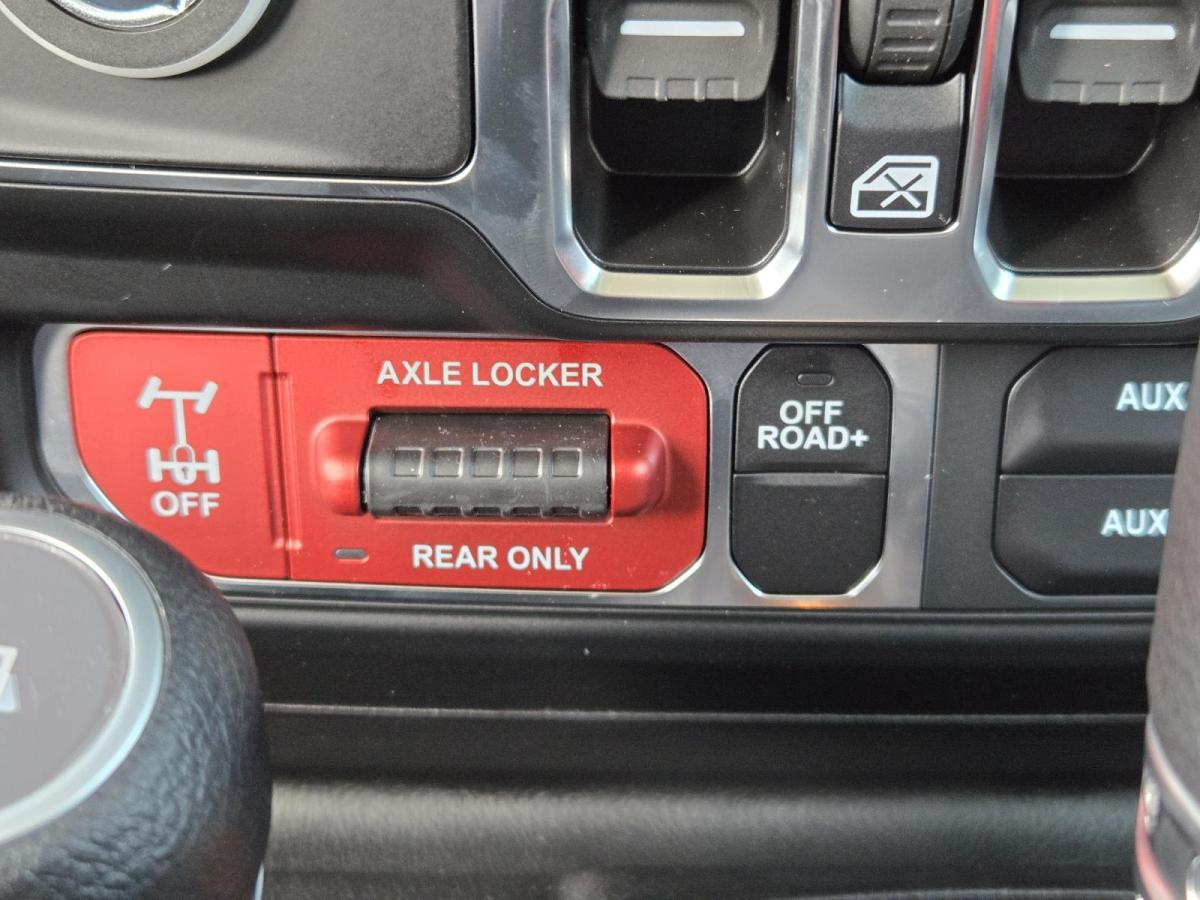 AXLE LOCKER
OFF
REAR ONLY
OFF
ROAD+
AUX
AUX